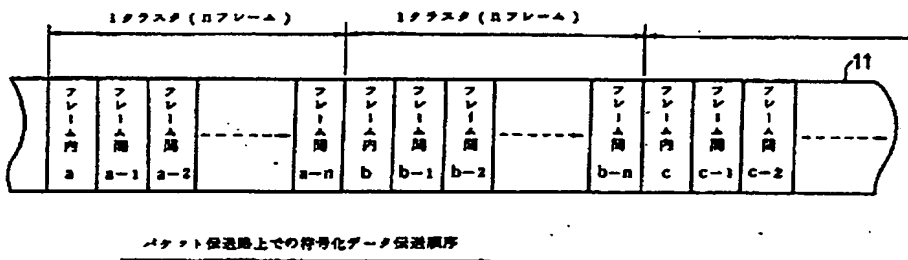 1クラスタ(nフレーム)
1クラスタ(nフレーム)
11
フレーム内 a
フレーム間 a-1
フレーム間 a-2
フレーム間 a-n
フレーム内 b
フレーム間 b-1
フレーム間 b-2
フレーム間 b-n
フレーム内 c
フレーム間 c-1
フレーム間 c-2
パケット伝送路上での符号化データ伝送順序